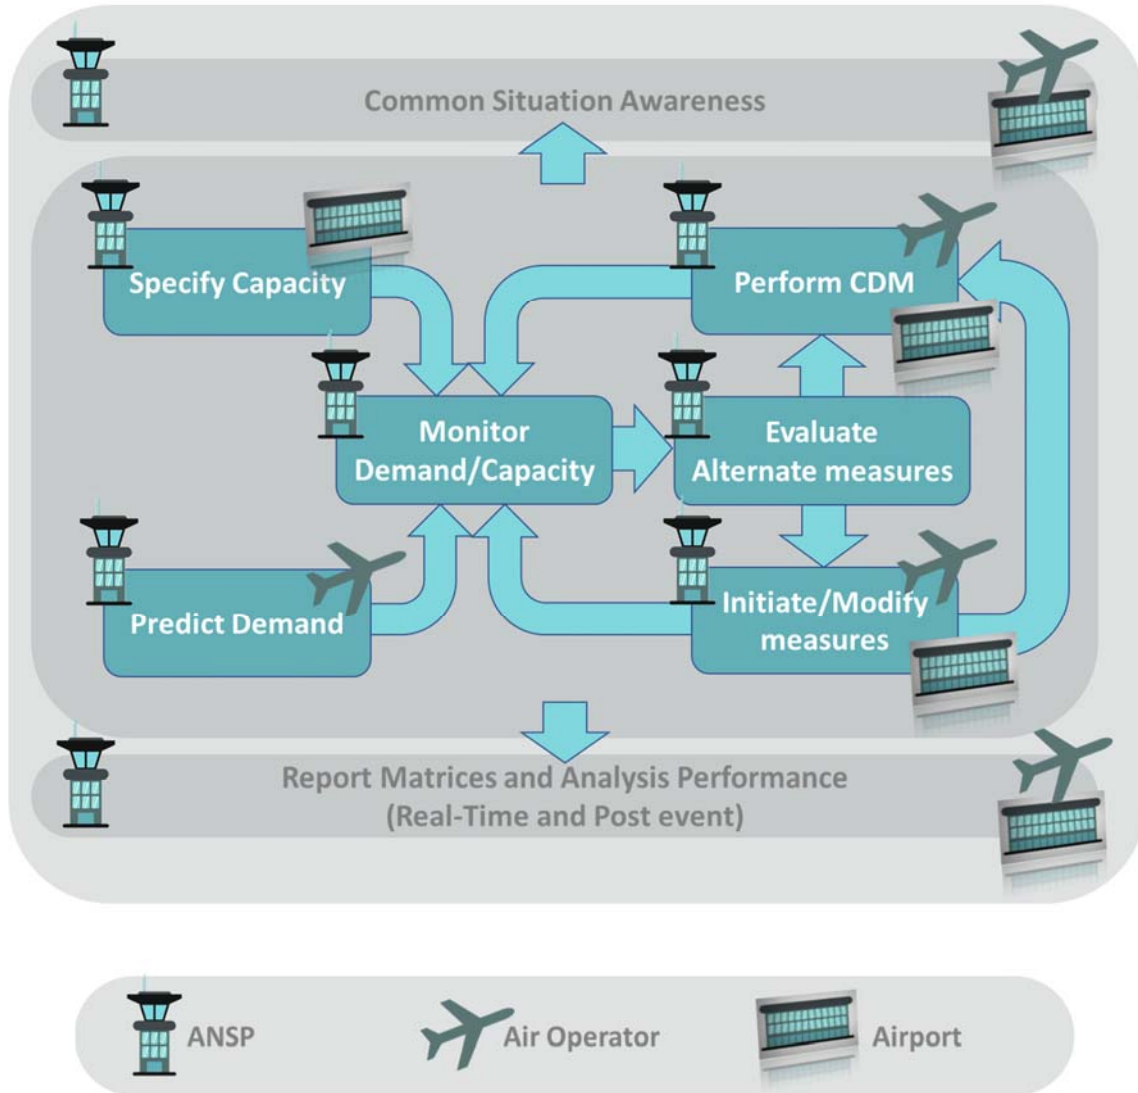 Common Situation Awareness
Specify Capacity
Perform CDM
Monitor
Demand/Capacity
Evaluate
Alternate measures
Predict Demand
Initiate/Modify
measures
Report Matrices and Analysis Performance
(Real-Time and Post event)
ANSP
Air Operator
Airport